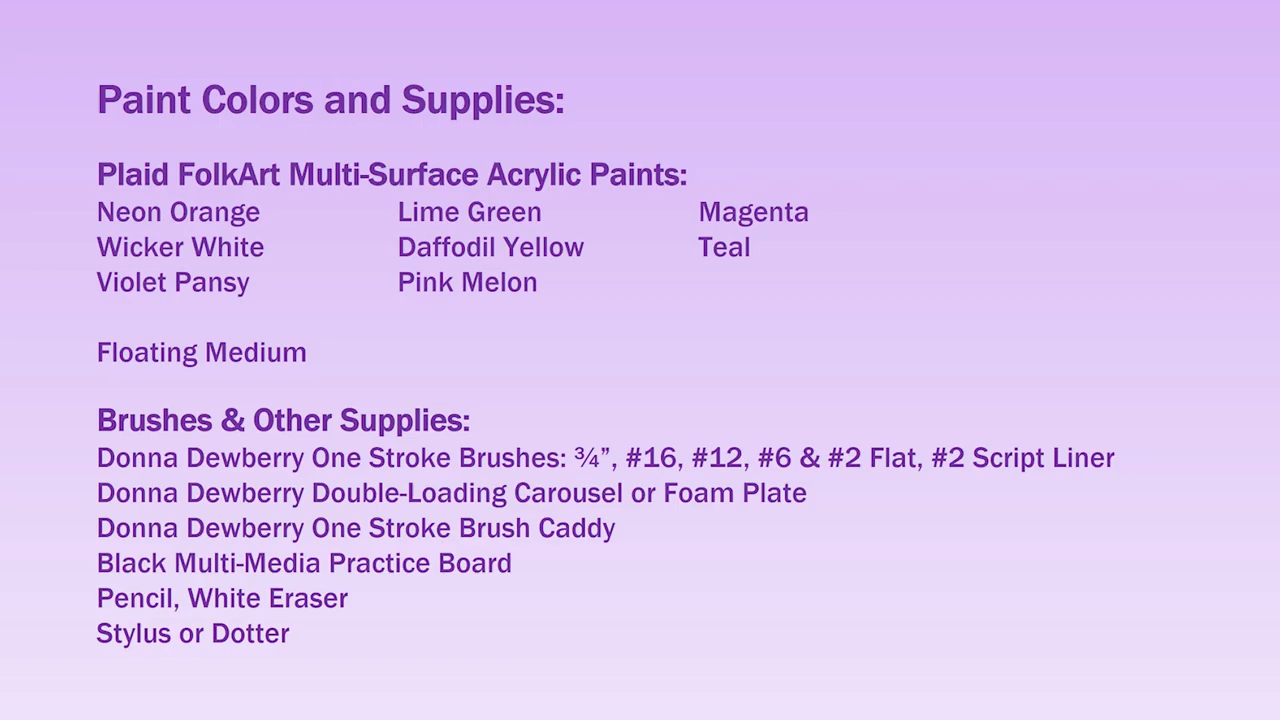 Paint Colors and Supplies:
Plaid FolkArt Multi-Surface Acrylic Paints:
Neon Orange Lime Green Magenta
Wicker White Daffodil Yellow Teal
Violet Pansy Pink Melon
Floating Medium
Brushes & Other Supplies:
Donna Dewberry One Stroke Brushes: ¾”, #16, #12, #6 & #2 Flat, #2 Script Liner
Donna Dewberry Double-Loading Carousel or Foam Plate
Donna Dewberry One Stroke Brush Caddy
Black Multi-Media Practice Board
Pencil, White Eraser
Stylus or Dotter